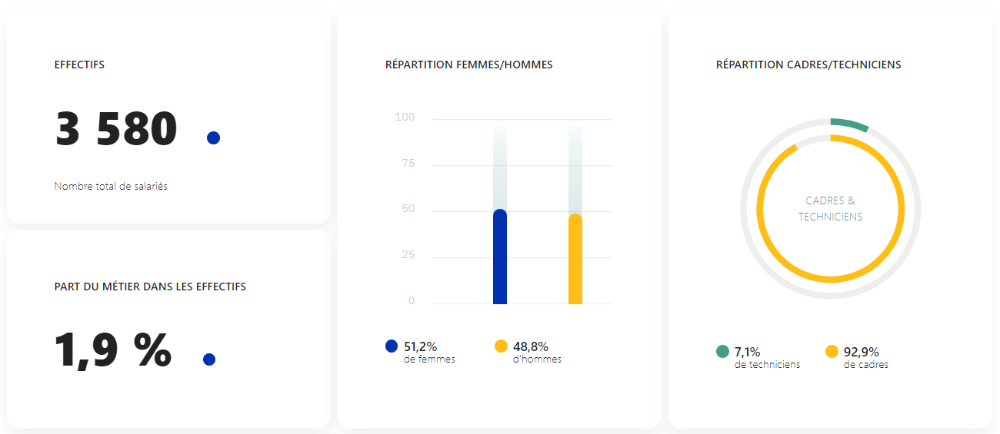 EFFECTIFS
3 580
Nombre total de salariés
PART DU MÉTIER DANS LES EFFECTIFS
1,9 %
RÉPARTITION FEMMES/HOMMES
100
75
50
25
0
51,2%
de femmes
48,8%
d'hommes
RÉPARTITION CADRES/TECHNICIENS
CADRES &
TECHNICIENS
7,1%
de techniciens
92,9%
de cadres